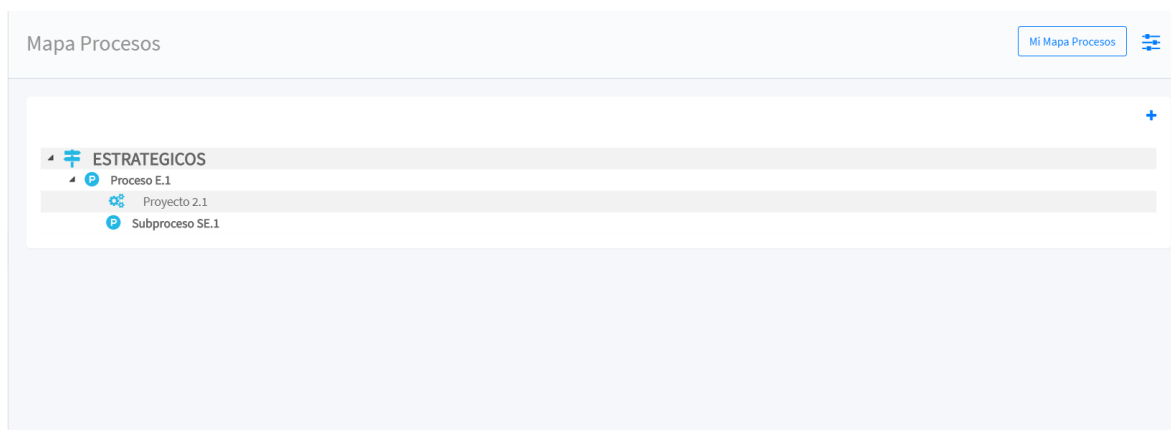 Mapa Procesos
Mi Mapa Procesos
+
ESTRATEGICOS
P Proceso E.1
Proyecto 2.1
P Subproceso SE.1